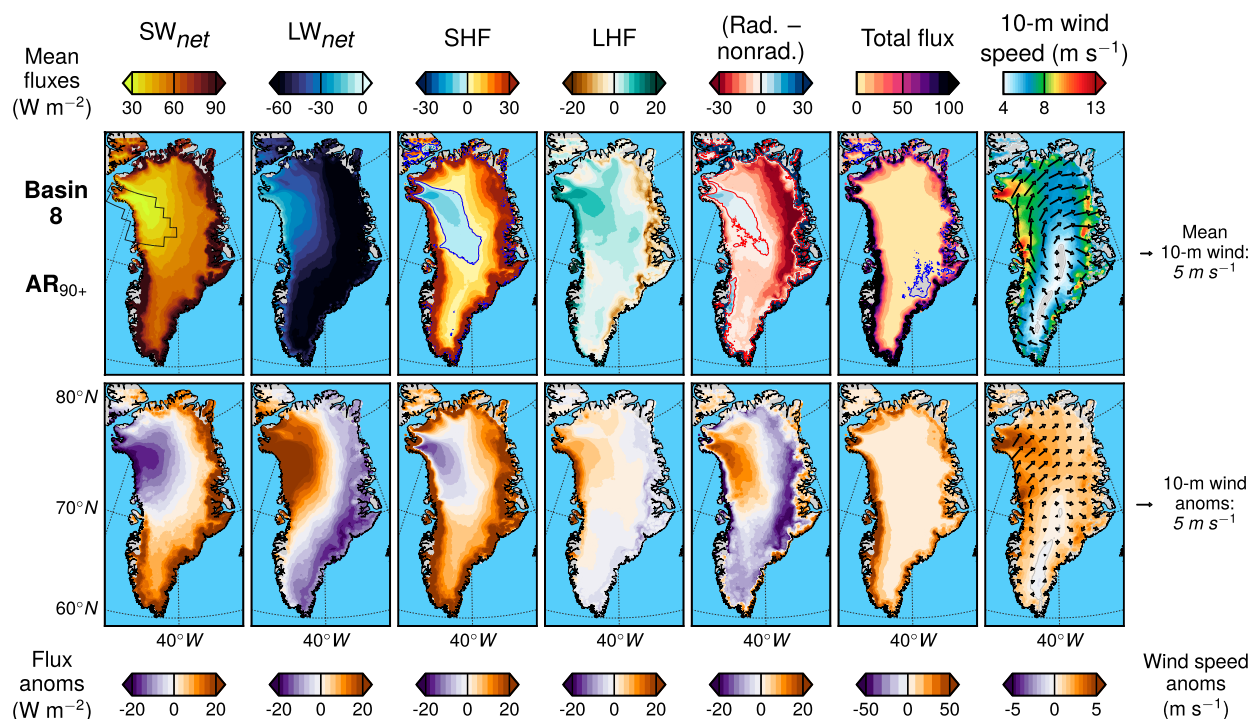 SWnet
LWnet
SHF
LHF
(Rad. –
nonrad.)
Total flux
10-m wind
speed (m s⁻¹)
Mean
fluxes
(W m⁻²)
30 60 90
-60 -30 0
-30 0 30
-20 0 20
-30 0 30
0 50 100
4 8 13
Basin
8
AR90+
Mean
10-m wind:
5 m s⁻¹
80°N
70°N
60°N
10-m wind
anoms:
5 m s⁻¹
40°W
40°W
40°W
40°W
40°W
40°W
40°W
Flux
anoms
(W m⁻²)
-20 0 20
-20 0 20
-20 0 20
-20 0 20
-20 0 20
-50 0 50
-5 0 5
Wind speed
anoms
(m s⁻¹)